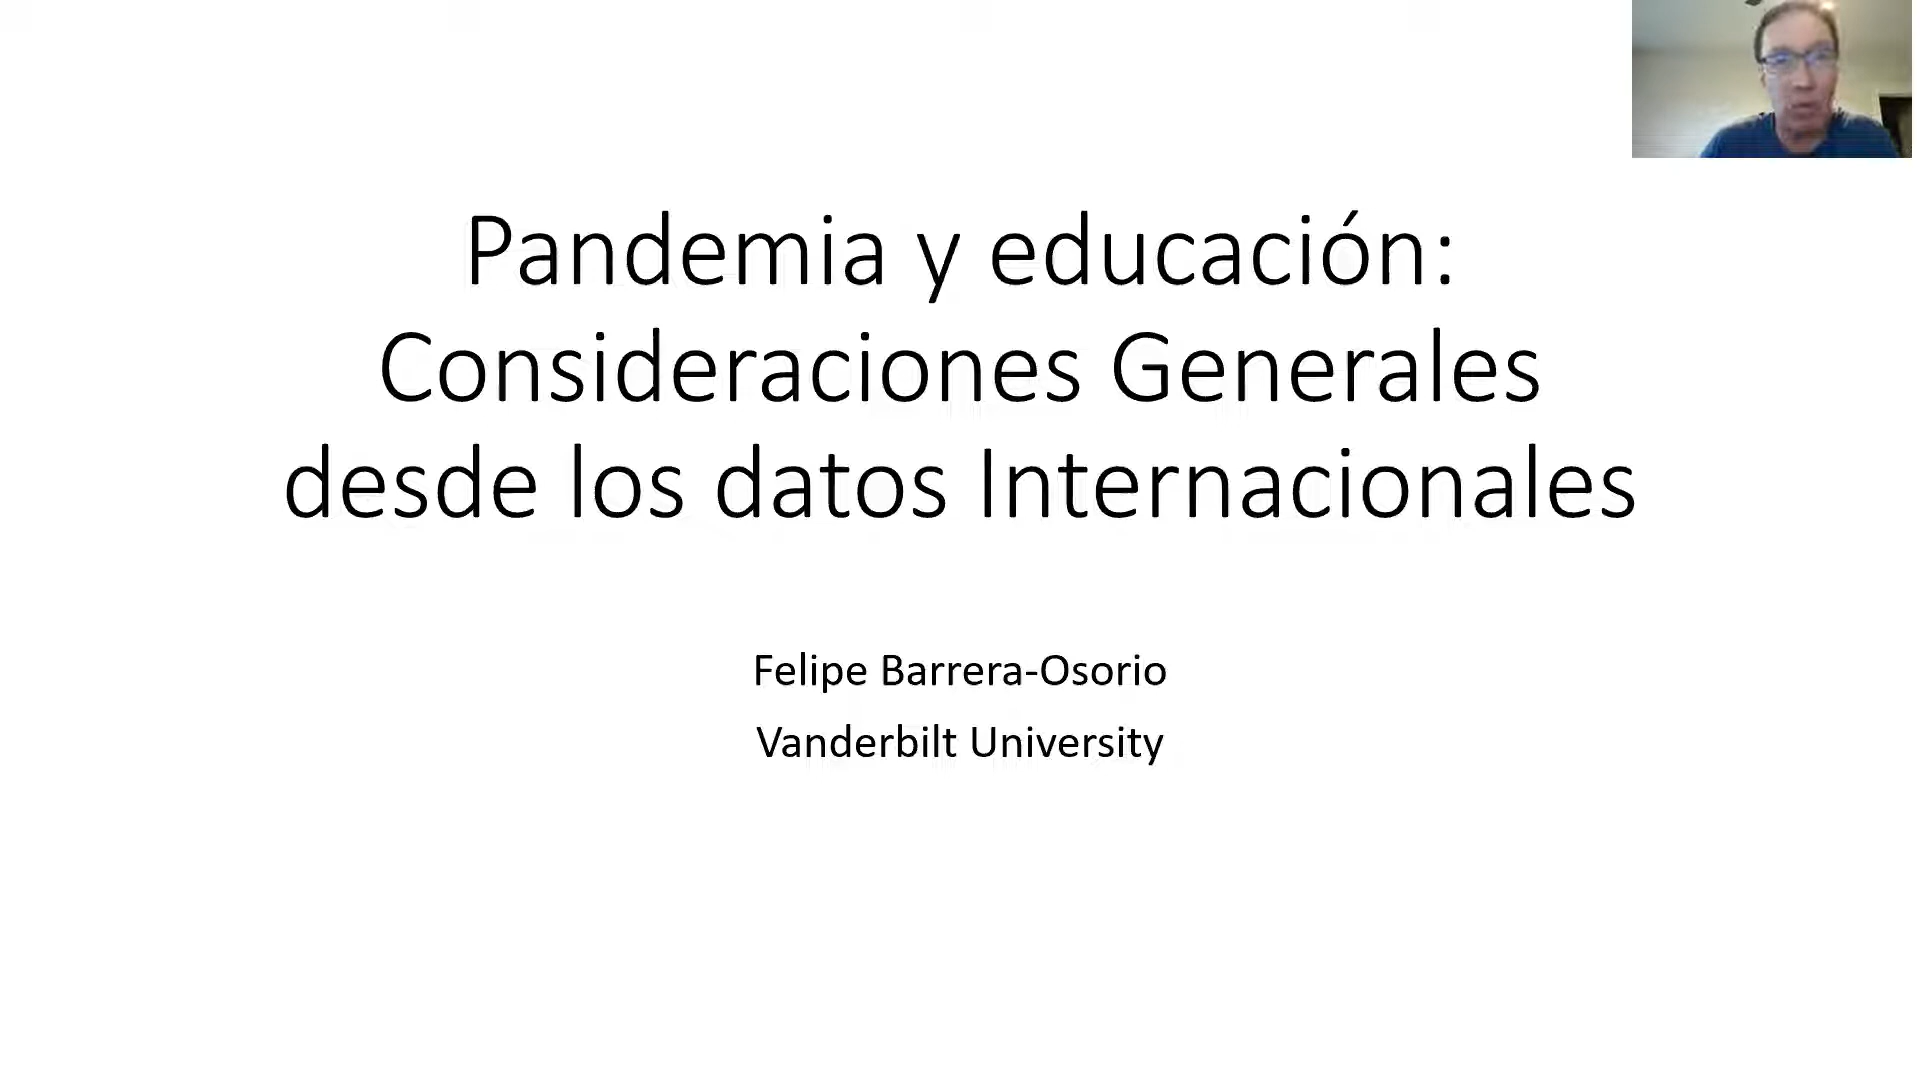 Pandemia y educación:
Consideraciones Generales
desde los datos Internacionales
Felipe Barrera-Osorio
Vanderbilt University